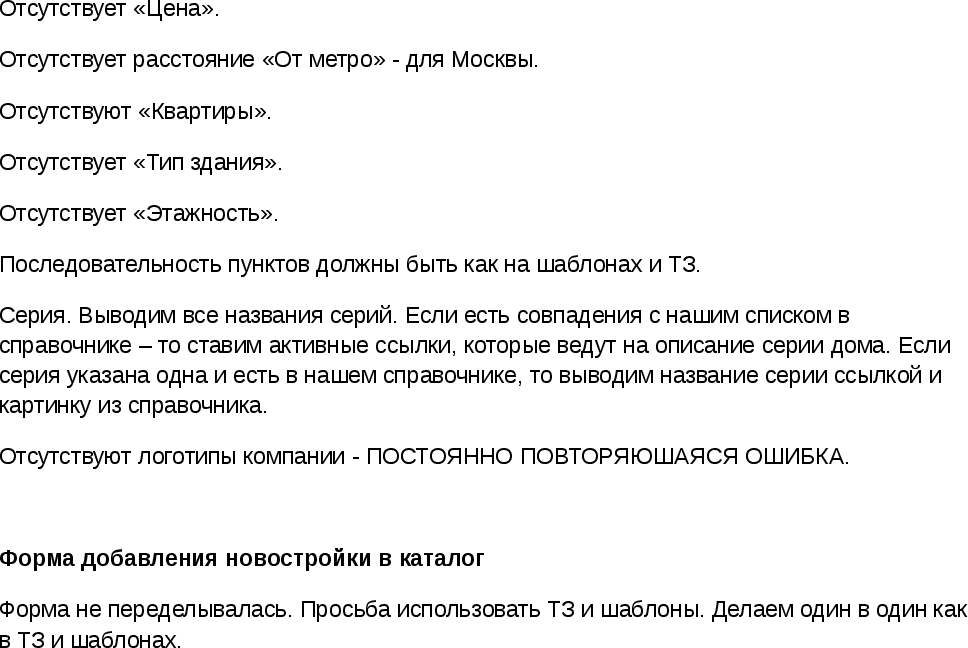 Отсутствует «Цена».
Отсутствует расстояние «От метро» - для Москвы.
Отсутствуют «Квартиры».
Отсутствует «Тип здания».
Отсутствует «Этажность».
Последовательность пунктов должны быть как на шаблонах и ТЗ.
Серия. Выводим все названия серий. Если есть совпадения с нашим списком в
справочнике – то ставим активные ссылки, которые ведут на описание серии дома. Если
серия указана одна и есть в нашем справочнике, то выводим название серии ссылкой и
картинку из справочника.
Отсутствуют логотипы компании - ПОСТОЯННО ПОВТОРЯЮШАЯСЯ ОШИБКА.
Форма добавления новостройки в каталог
Форма не переделывалась. Просьба использовать ТЗ и шаблоны. Делаем один в один как
в ТЗ и шаблонах.